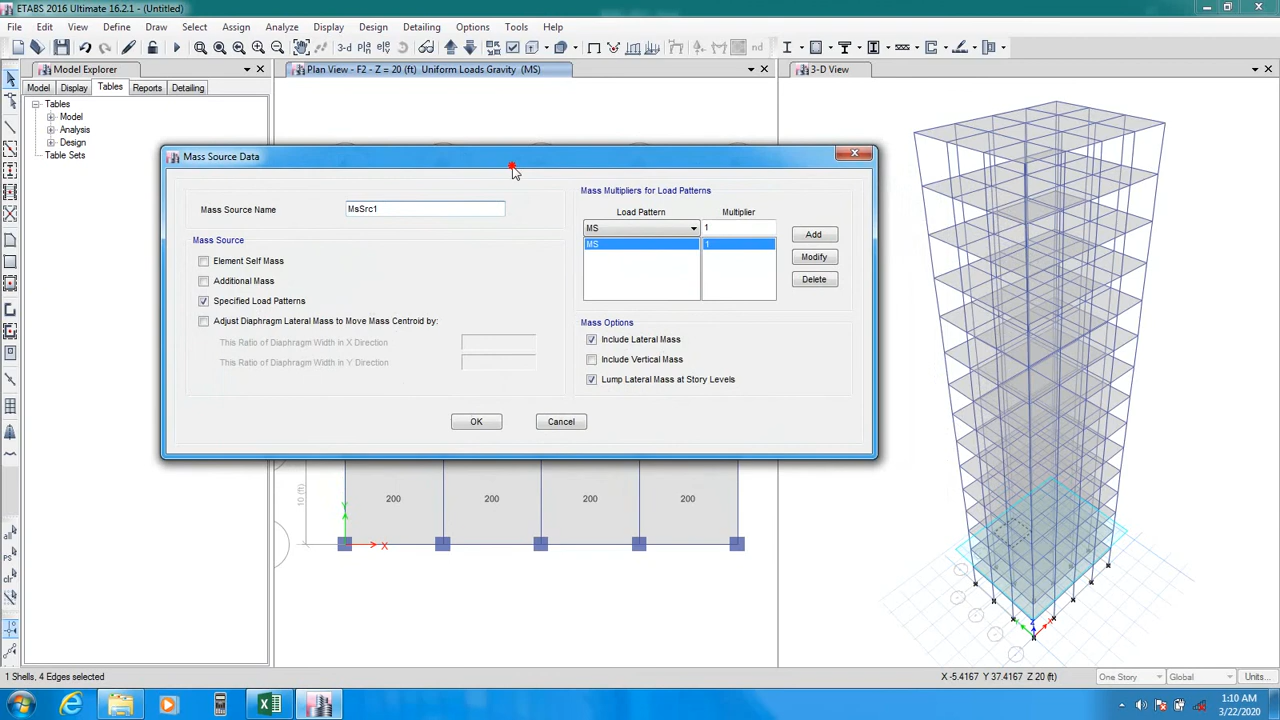 ETABS 2016 Ultimate 16.2.1 - (Untitled)
File Edit View Define Draw Select Assign Analyze Display Design Detailing Options Tools Help
3-d nd
Model Explorer
Plan View - F2 - Z = 20 (ft) Uniform Loads Gravity (MS)
3-D View
Model Display Tables Reports Detailing
Tables
Model
Analysis
Design
Table Sets
Mass Source Data
Mass Source Name MsSrc1
Mass Source
Element Self Mass
Additional Mass
Specified Load Patterns
Adjust Diaphragm Lateral Mass to Move Mass Centroid by:
This Ratio of Diaphragm Width in X Direction
This Ratio of Diaphragm Width in Y Direction
Mass Multipliers for Load Patterns
Load Pattern Multiplier
MS 1 Add
MS 1
Modify
Delete
Mass Options
Include Lateral Mass
Include Vertical Mass
Lump Lateral Mass at Story Levels
OK Cancel
10 (ft)
200 200 200 200
Y
X
all
PS
clr
1 Shells, 4 Edges selected
X -5.4167 Y 37.4167 Z 20 (ft)
One Story Global Units...
1:10 AM
3/22/2020